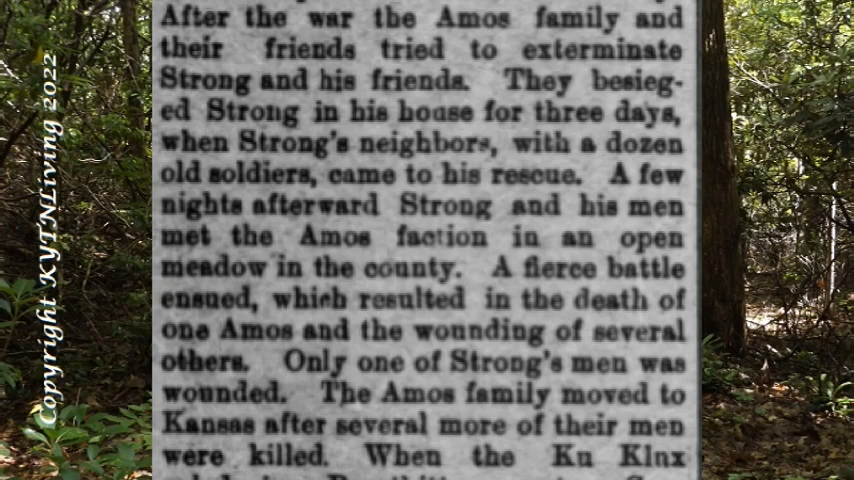 After the war the Amos family and
their friends tried to exterminate
Strong and his friends. They besieg-
ed Strong in his house for three days,
when Strong's neighbors, with a dozen
old soldiers, came to his rescue. A few
nights afterward Strong and his men
met the Amos faction in an open
meadow in the county. A fierce battle
ensued, which resulted in the death of
one Amos and the wounding of several
others. Only one of Strong's men was
wounded. The Amos family moved to
Kansas after several more of their men
were killed. When the Ku Klux
Copyright KYTNLiving 2022